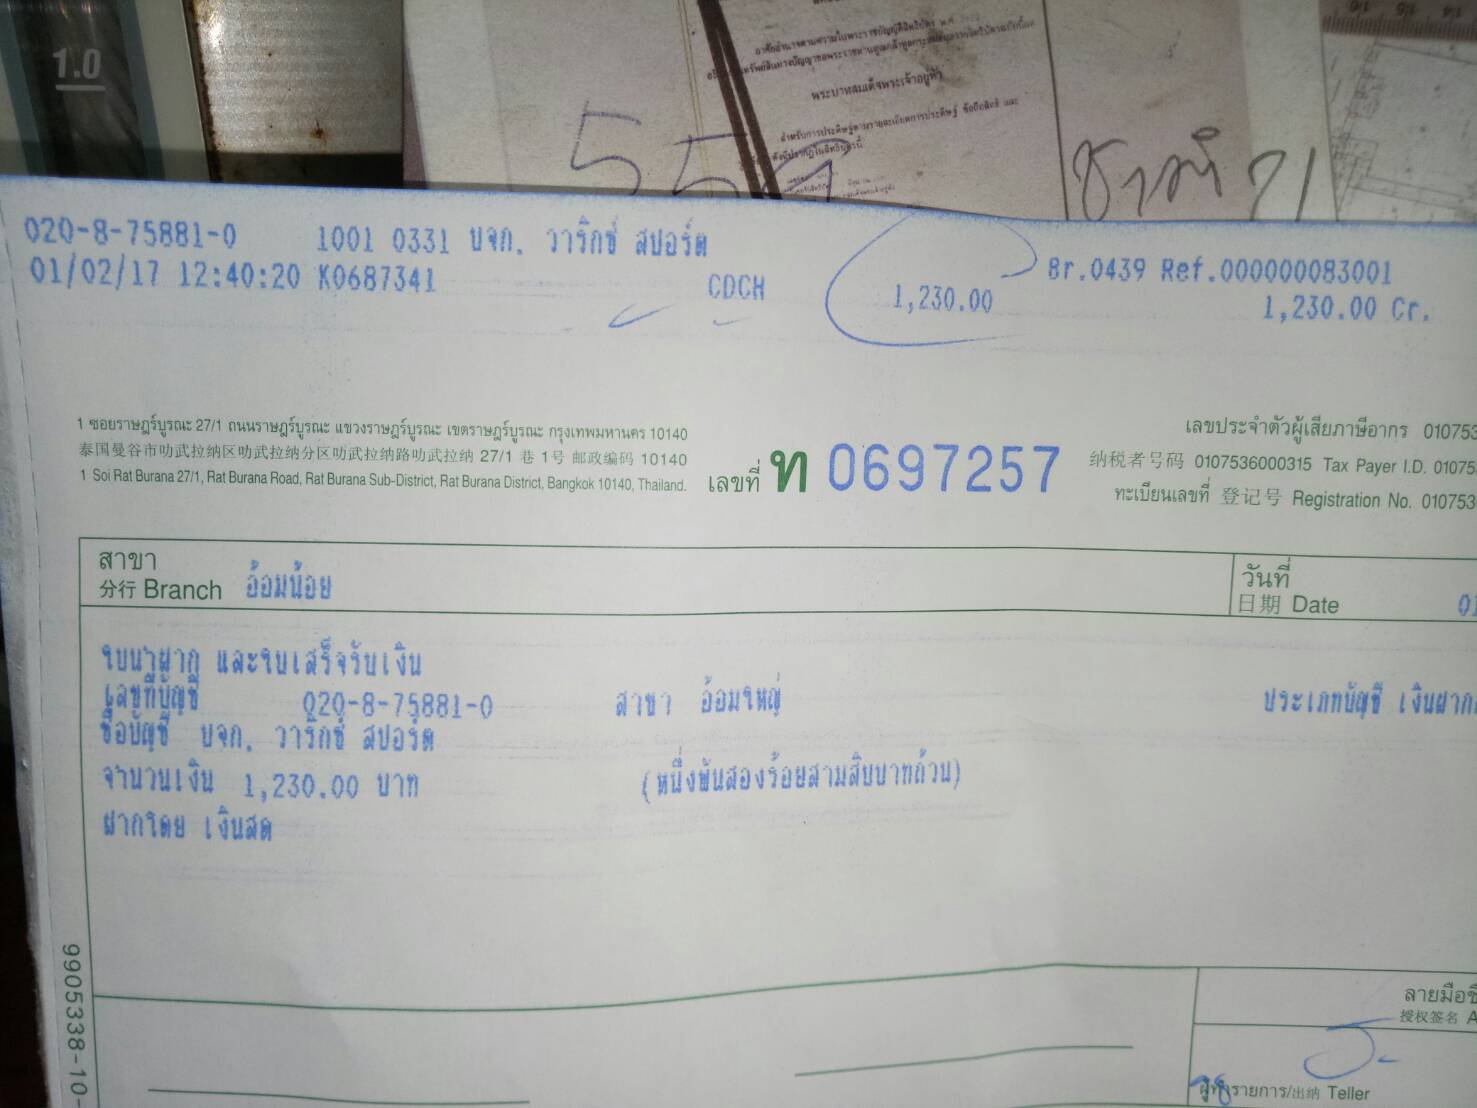 1.0
พระบาทสมเด็จพระเจ้าอยู่หัว
020-8-75881-0 1001 0331 บจก. วาริกซ์ สปอร์ต Br.0439 Ref.000000083001
01/02/17 12:40:20 K0687341 CDCH 1,230.00 1,230.00 Cr.
1 ซอยราษฎร์บูรณะ 27/1 ถนนราษฎร์บูรณะ แขวงราษฎร์บูรณะ เขตราษฎร์บูรณะ กรุงเทพมหานคร 10140
泰国曼谷市叻武拉纳区叻武拉纳分区叻武拉纳路叻武拉纳 27/1 巷 1号 邮政编码 10140
1 Soi Rat Burana 27/1, Rat Burana Road, Rat Burana Sub-District, Rat Burana District, Bangkok 10140, Thailand.
เลขที่ ท 0697257
เลขประจำตัวผู้เสียภาษีอากร 010753
纳税者号码 0107536000315 Tax Payer I.D. 01075
ทะเบียนเลขที่ 登记号 Registration No. 010753
สาขา
分行 Branch อ้อมน้อย
วันที่
日期 Date 01
ใบนำฝาก และใบเสร็จรับเงิน
เลขที่บัญชี 020-8-75881-0 สาขา อ้อมใหญ่ ประเภทบัญชี เงินฝาก
ชื่อบัญชี บจก. วาริกซ์ สปอร์ต
จำนวนเงิน 1,230.00 บาท (หนึ่งพันสองร้อยสามสิบบาทถ้วน)
ฝากโดย เงินสด
9905338-10-
ลายมือชื่
授权签名 A
ผู้ทำรายการ/出纳 Teller